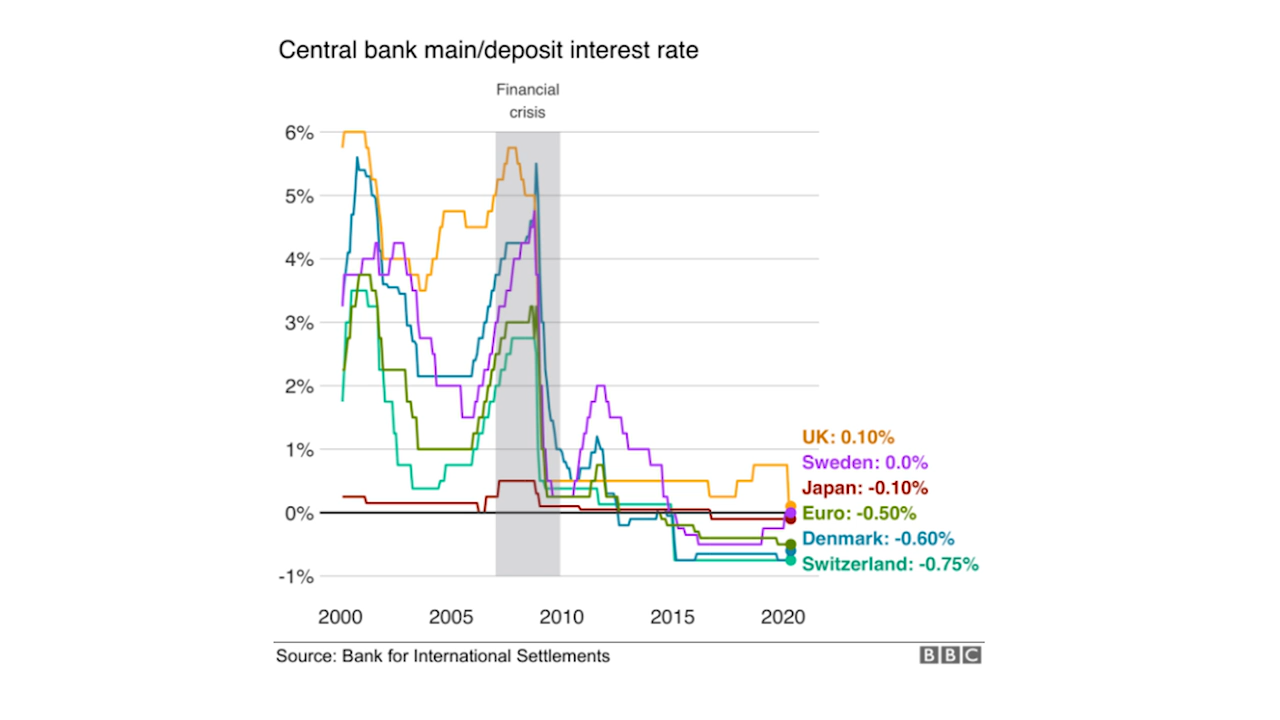 Central bank main/deposit interest rate
Financial
crisis
6%
5%
4%
3%
2%
1%
0%
-1%
UK: 0.10%
Sweden: 0.0%
Japan: -0.10%
Euro: -0.50%
Denmark: -0.60%
Switzerland: -0.75%
2000 2005 2010 2015 2020
Source: Bank for International Settlements
BBC